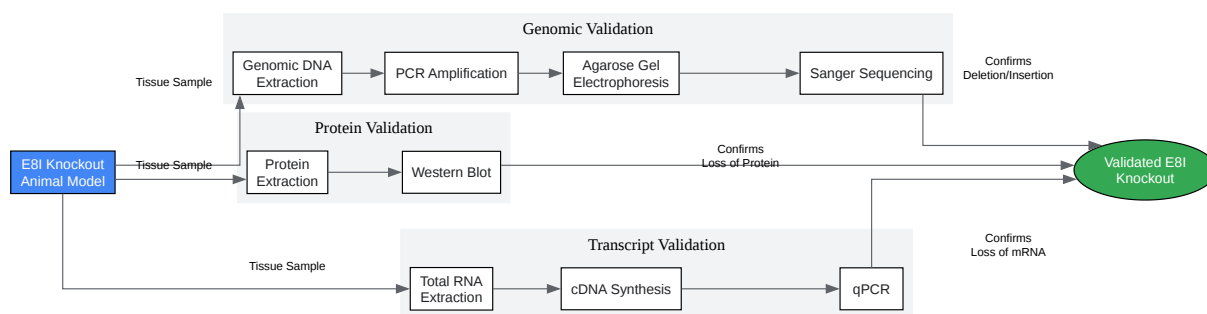 Genomic Validation
Tissue Sample
Genomic DNA
Extraction
PCR Amplification
Agarose Gel
Electrophoresis
Sanger Sequencing
Confirms
Deletion/Insertion
Protein Validation
E8I Knockout
Animal Model
Tissue Sample
Protein
Extraction
Western Blot
Confirms
Loss of Protein
Validated E8I
Knockout
Transcript Validation
Tissue Sample
Total RNA
Extraction
cDNA Synthesis
qPCR
Confirms
Loss of mRNA